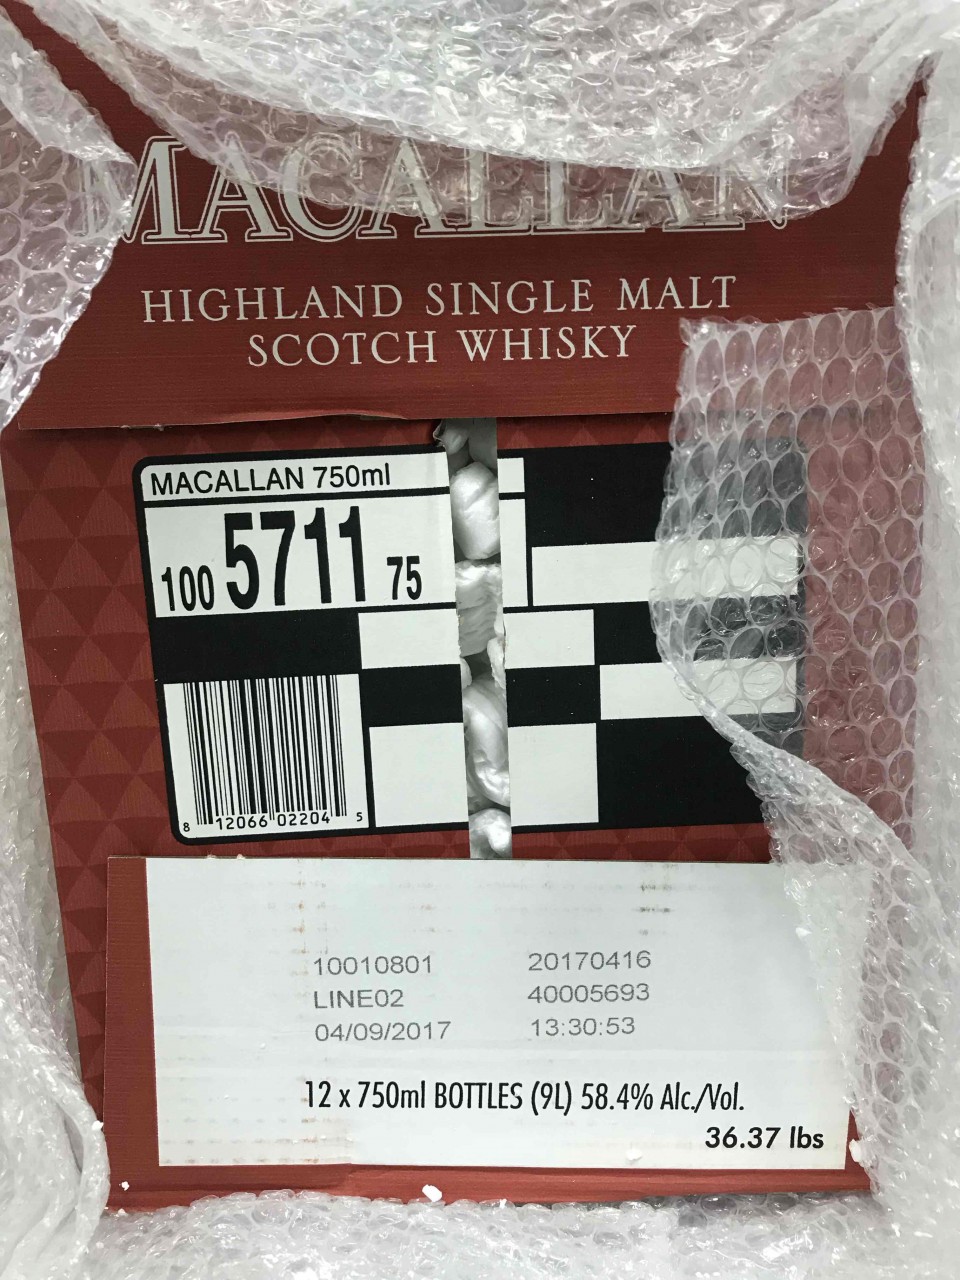 MACALLAN
HIGHLAND SINGLE MALT
SCOTCH WHISKY
MACALLAN 750ml
100 5711 75
8 12066 02204 5
10010801 20170416
LINE02 40005693
04/09/2017 13:30:53
12 x 750ml BOTTLES (9L) 58.4% Alc./Vol.
36.37 lbs